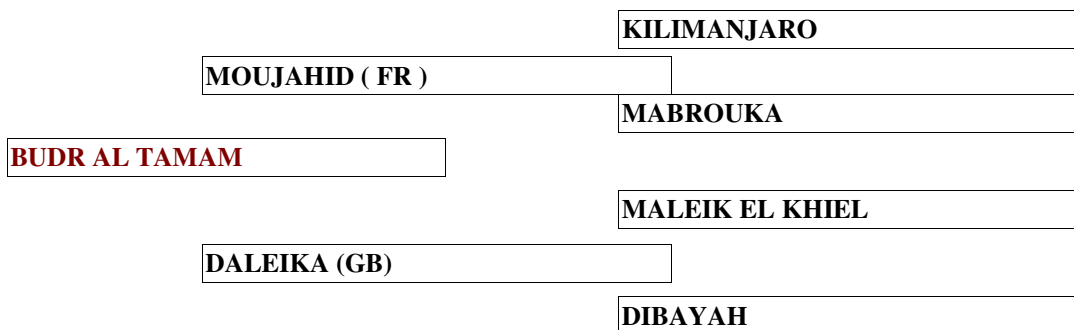 KILIMANJARO
MOUJAHID ( FR )
MABROUKA
BUDR AL TAMAM
MALEIK EL KHIEL
DALEIKA (GB)
DIBAYAH